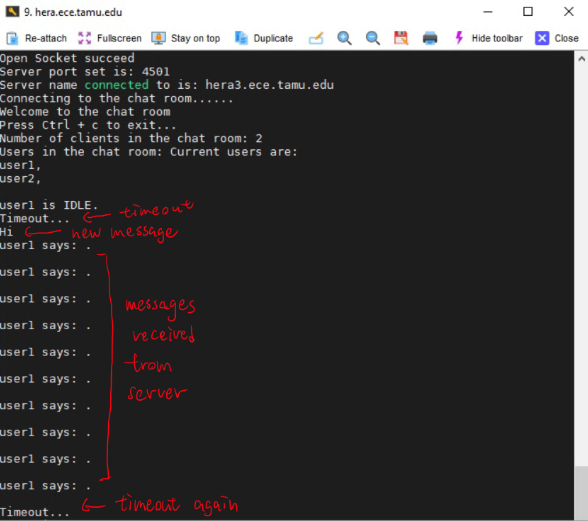 9. hera.ece.tamu.edu
Re-attach Fullscreen Stay on top Duplicate Hide toolbar Close
Open Socket succeed
Server port set is: 4501
Server name connected to is: hera3.ece.tamu.edu
Connecting to the chat room......
Welcome to the chat room
Press Ctrl + c to exit...
Number of clients in the chat room: 2
Users in the chat room: Current users are:
user1,
user2,
user1 is IDLE.
Timeout... timeout
Hi new message
user1 says: .
user1 says: .
user1 says: .
messages
user1 says: .
received
user1 says: .
from
user1 says: .
server
user1 says: .
user1 says: .
user1 says: .
user1 says: .
Timeout... timeout again